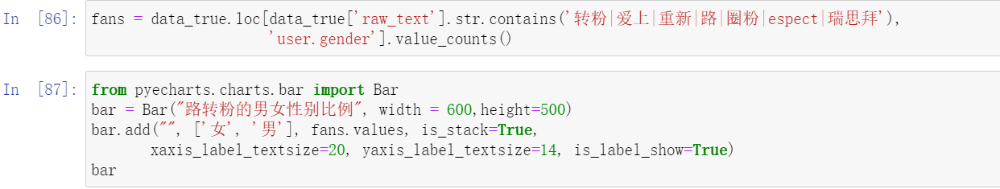 In [86]: fans = data_true.loc[data_true['raw_text'].str.contains('转粉|爱上|重新|路|圈粉|espect|瑞思拜'),
'user.gender'].value_counts()
In [87]: from pyecharts.charts.bar import Bar
bar = Bar("路转粉的男女性别比例", width = 600,height=500)
bar.add("", ['女', '男'], fans.values, is_stack=True,
xaxis_label_textsize=20, yaxis_label_textsize=14, is_label_show=True)
bar